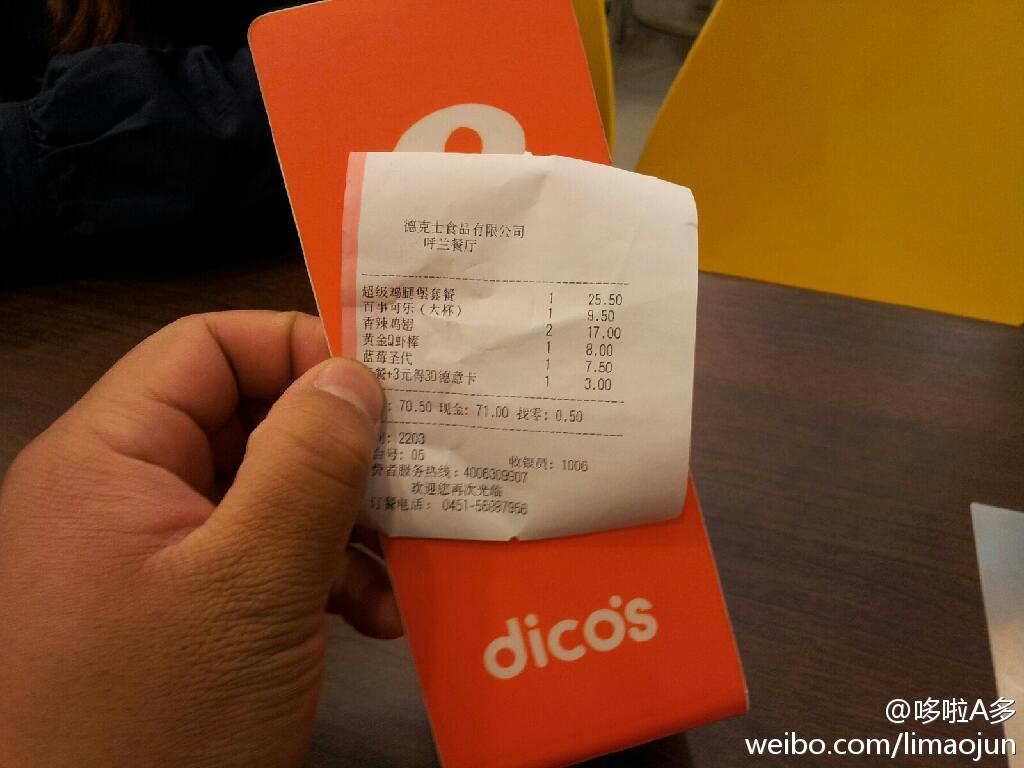 德克士食品有限公司
呼兰餐厅
超级鸡腿堡套餐 1 25.50
百事可乐(大杯) 1 9.50
香辣鸡翅 2 17.00
黄金Q虾棒 1 8.00
蓝莓圣代 1 7.50
餐+3元得3D德意卡 1 3.00
: 70.50 现金: 71.00 找零: 0.50
: 2203
台号: 05 收银员: 1006
费者服务热线: 4006309907
欢迎您再次光临
订餐电话: 0451-56887956
dico's
@哆啦A多
weibo.com/limaojun